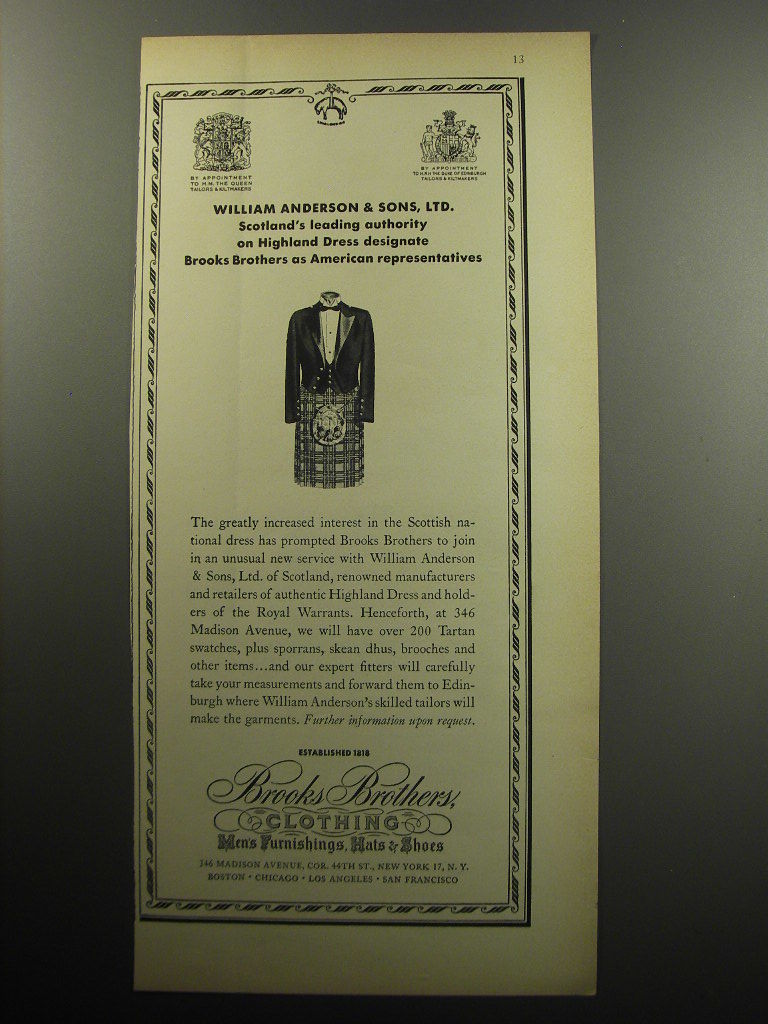 13
BY APPOINTMENT
TO H.M. THE QUEEN
TAILORS & KILTMAKERS
BY APPOINTMENT
TO H.R.H. THE DUKE OF EDINBURGH
TAILORS & KILTMAKERS
WILLIAM ANDERSON & SONS, LTD.
Scotland's leading authority
on Highland Dress designate
Brooks Brothers as American representatives
The greatly increased interest in the Scottish na-
tional dress has prompted Brooks Brothers to join
in an unusual new service with William Anderson
& Sons, Ltd. of Scotland, renowned manufacturers
and retailers of authentic Highland Dress and hold-
ers of the Royal Warrants. Henceforth, at 346
Madison Avenue, we will have over 200 Tartan
swatches, plus sporrans, skean dhus, brooches and
other items...and our expert fitters will carefully
take your measurements and forward them to Edin-
burgh where William Anderson's skilled tailors will
make the garments. Further information upon request.
ESTABLISHED 1818
Brooks Brothers,
CLOTHING
Men's Furnishings, Hats & Shoes
346 MADISON AVENUE, COR. 44TH ST., NEW YORK 17, N. Y.
BOSTON • CHICAGO • LOS ANGELES • SAN FRANCISCO